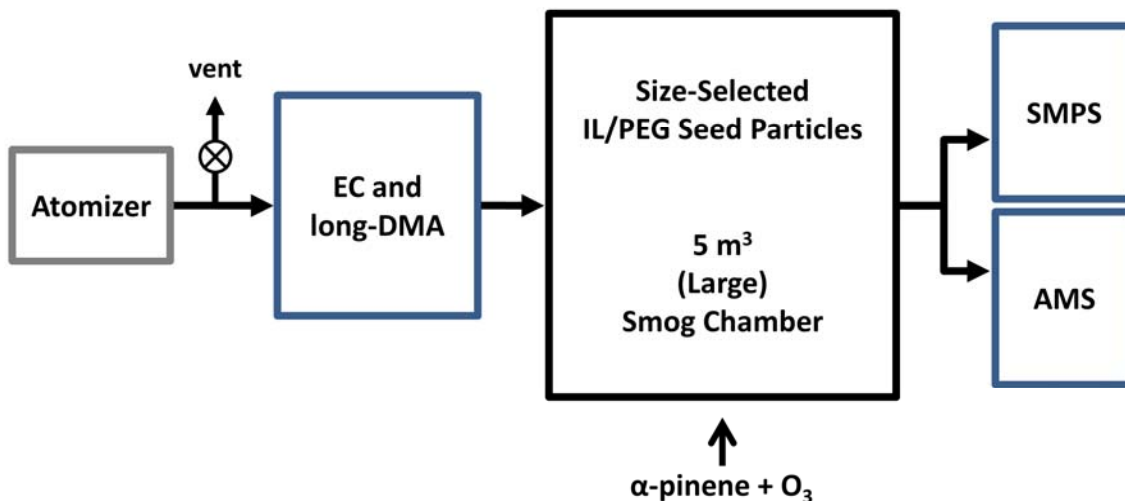 vent
Atomizer
EC and
long-DMA
Size-Selected
IL/PEG Seed Particles
5 m³
(Large)
Smog Chamber
SMPS
AMS
α-pinene + O₃